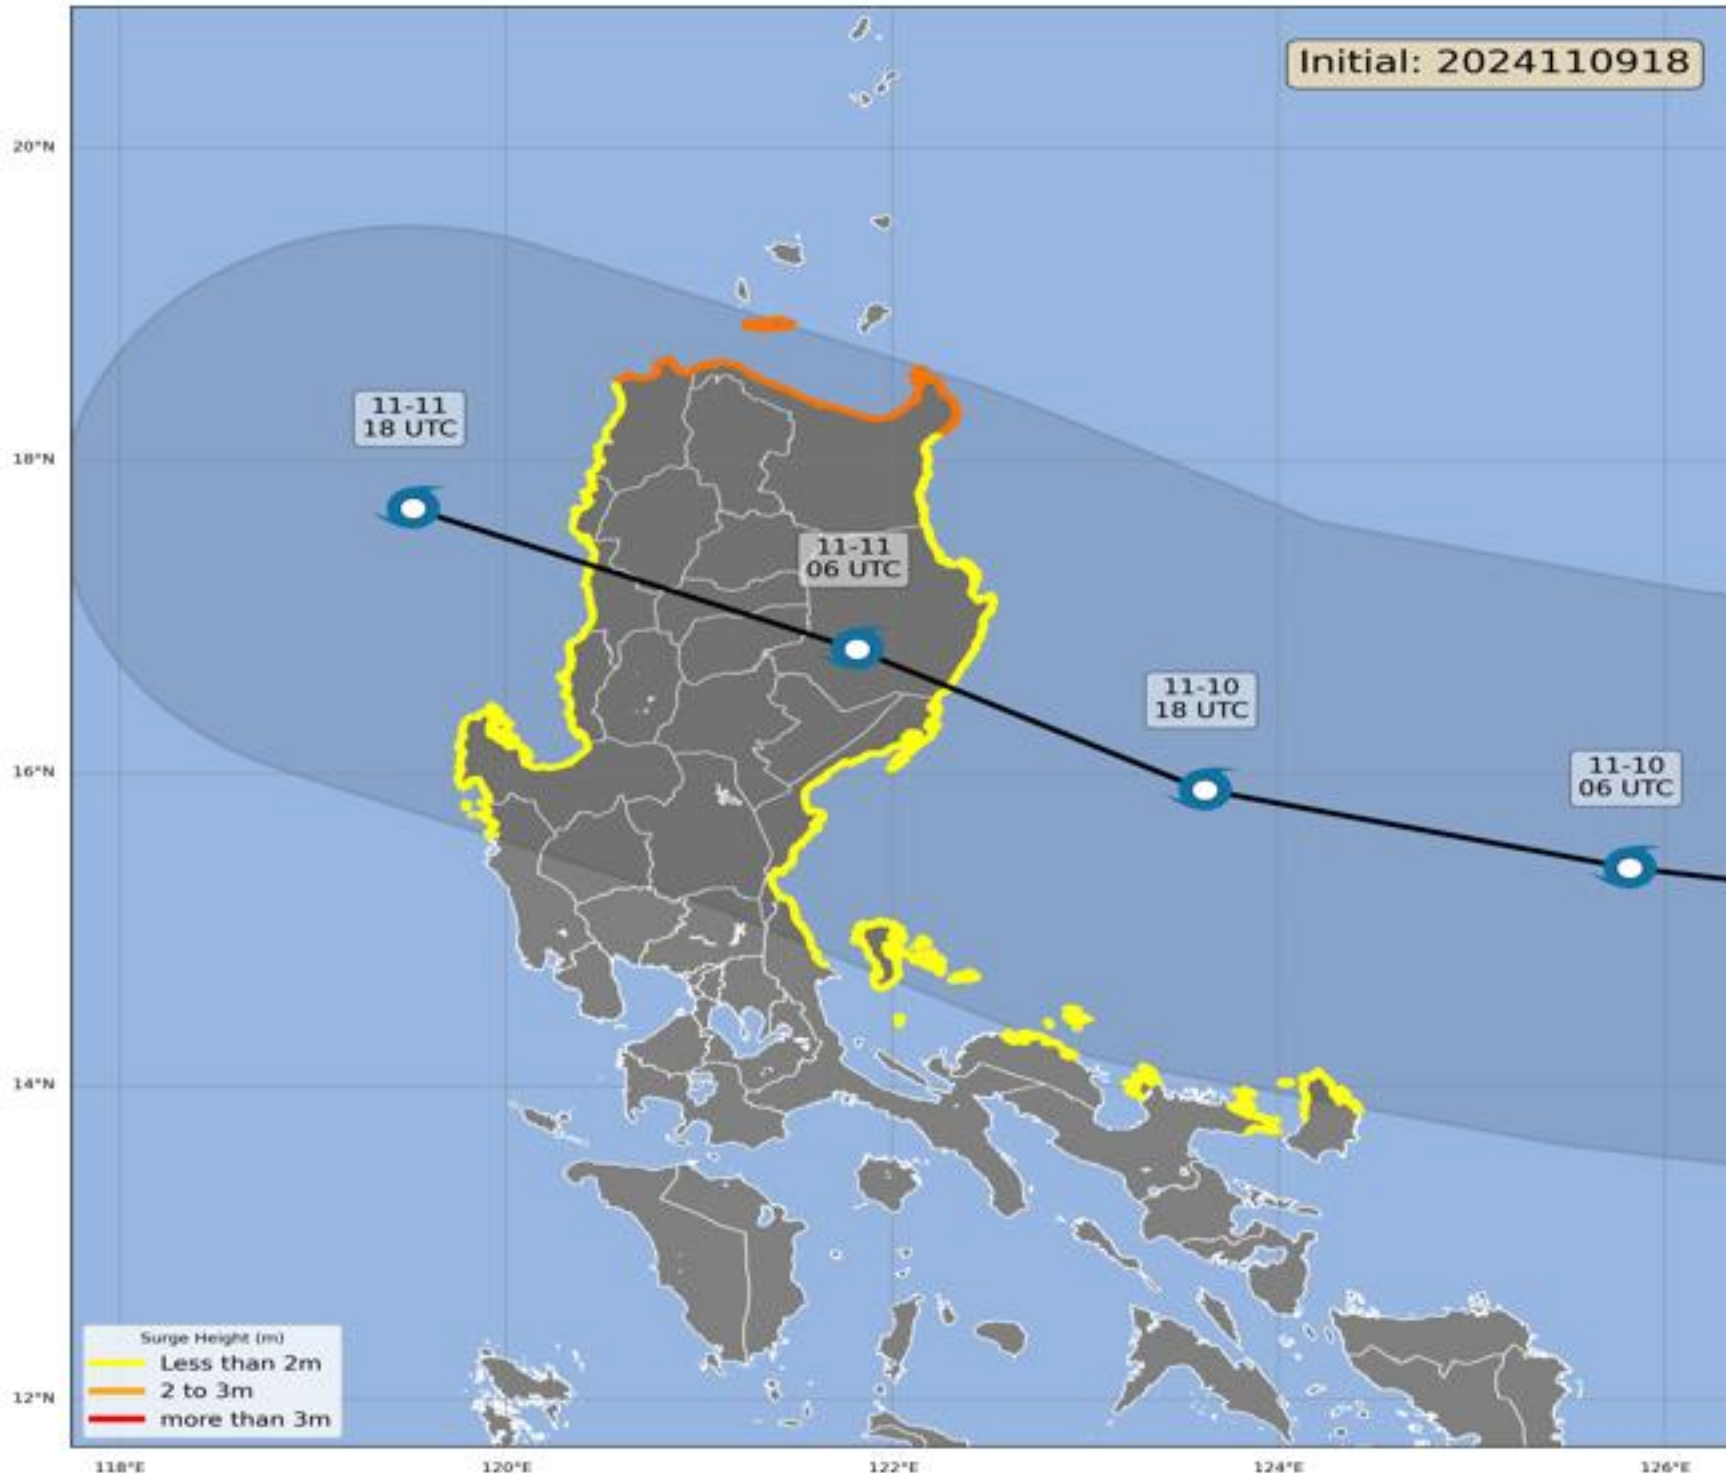 Initial: 2024110918
20°N
11-11
18 UTC
18°N
11-11
06 UTC
11-10
18 UTC
16°N
11-10
06 UTC
14°N
Surge Height (m)
Less than 2m
2 to 3m
more than 3m
12°N
118°E
120°E
122°E
124°E
126°E